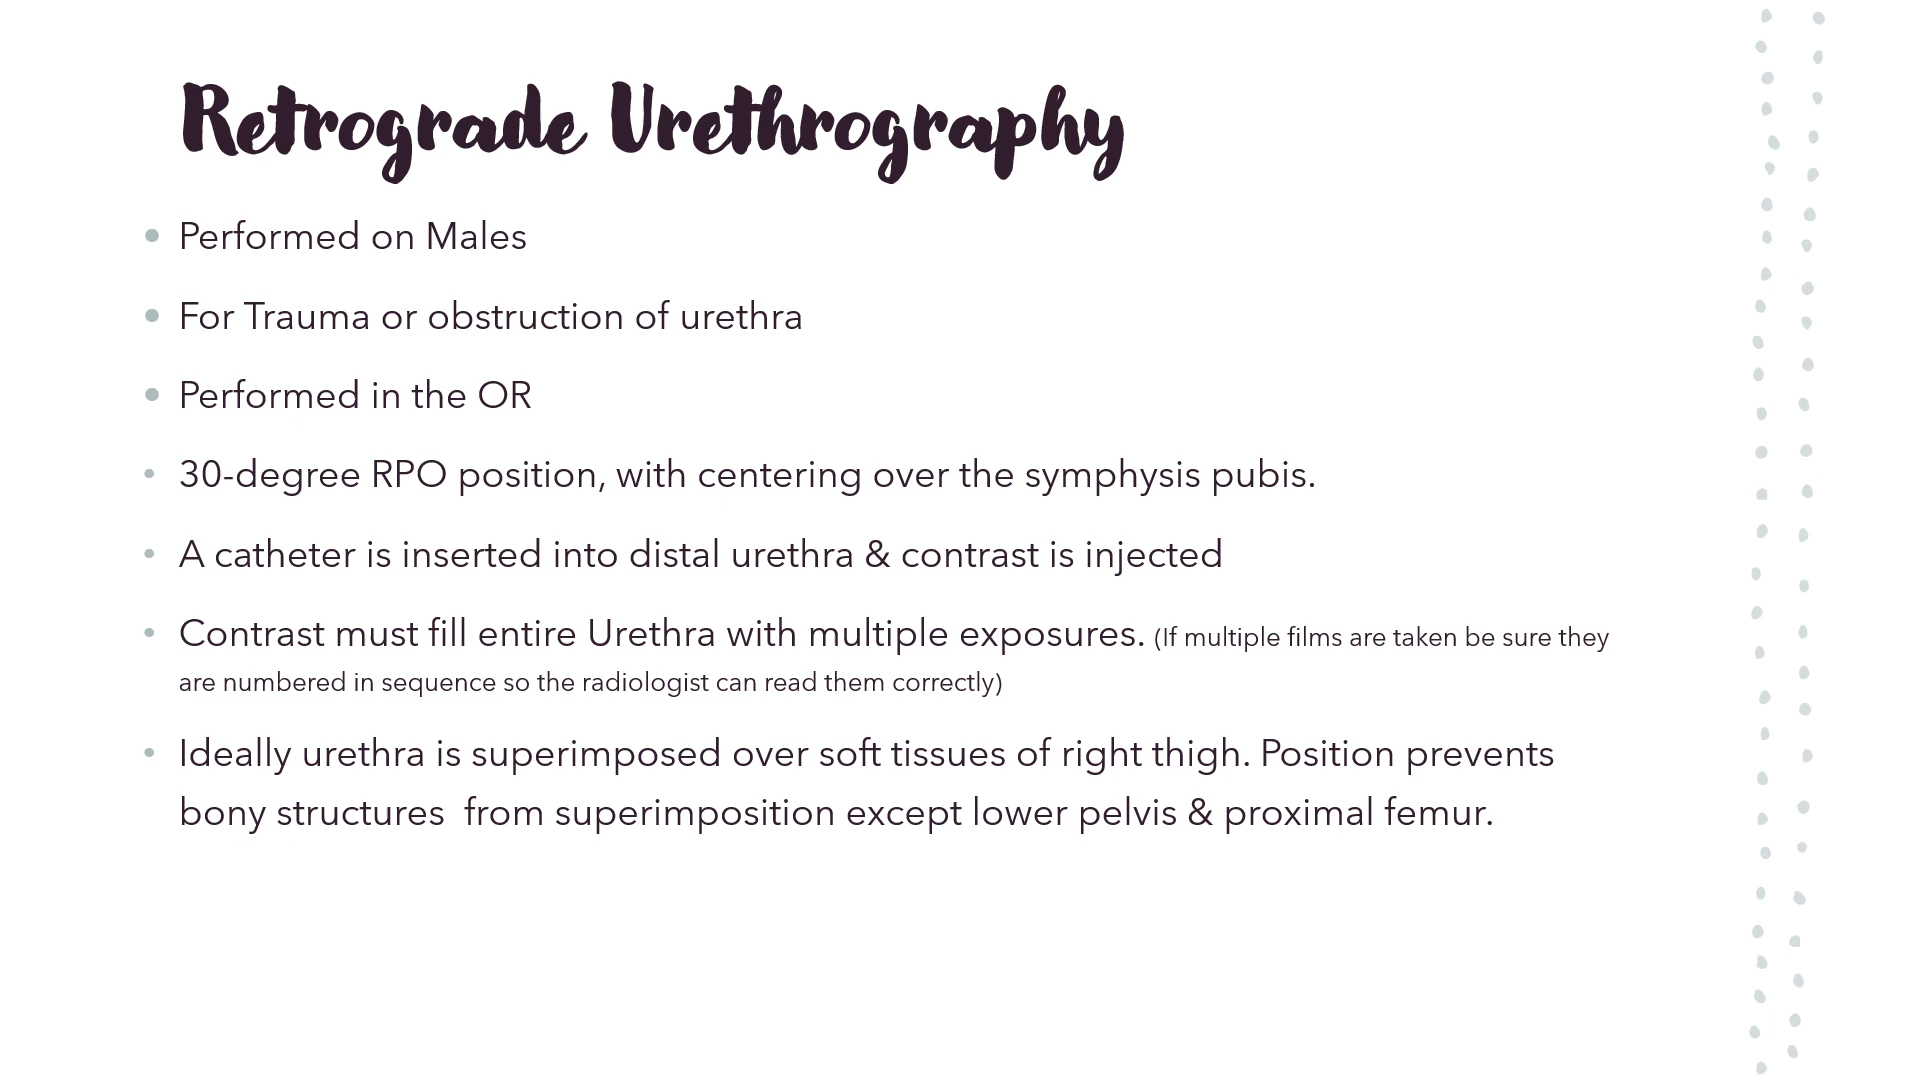 Retrograde Urethrography
• Performed on Males
• For Trauma or obstruction of urethra
• Performed in the OR
• 30-degree RPO position, with centering over the symphysis pubis.
• A catheter is inserted into distal urethra & contrast is injected
• Contrast must fill entire Urethra with multiple exposures. (If multiple films are taken be sure they
are numbered in sequence so the radiologist can read them correctly)
• Ideally urethra is superimposed over soft tissues of right thigh. Position prevents
bony structures  from superimposition except lower pelvis & proximal femur.